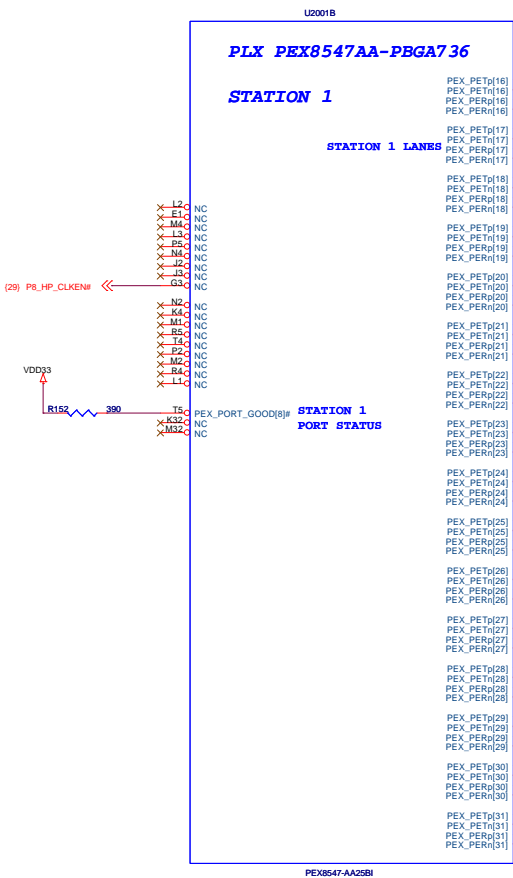 U2001B
PLX PEX8547AA-PBGA736
STATION 1
STATION 1 LANES
PEX_PETp[16]
PEX_PETn[16]
PEX_PERp[16]
PEX_PERn[16]
PEX_PETp[17]
PEX_PETn[17]
PEX_PERp[17]
PEX_PERn[17]
PEX_PETp[18]
PEX_PETn[18]
PEX_PERp[18]
PEX_PERn[18]
PEX_PETp[19]
PEX_PETn[19]
PEX_PERp[19]
PEX_PERn[19]
PEX_PETp[20]
PEX_PETn[20]
PEX_PERp[20]
PEX_PERn[20]
PEX_PETp[21]
PEX_PETn[21]
PEX_PERp[21]
PEX_PERn[21]
PEX_PETp[22]
PEX_PETn[22]
PEX_PERp[22]
PEX_PERn[22]
PEX_PETp[23]
PEX_PETn[23]
PEX_PERp[23]
PEX_PERn[23]
PEX_PETp[24]
PEX_PETn[24]
PEX_PERp[24]
PEX_PERn[24]
PEX_PETp[25]
PEX_PETn[25]
PEX_PERp[25]
PEX_PERn[25]
PEX_PETp[26]
PEX_PETn[26]
PEX_PERp[26]
PEX_PERn[26]
PEX_PETp[27]
PEX_PETn[27]
PEX_PERp[27]
PEX_PERn[27]
PEX_PETp[28]
PEX_PETn[28]
PEX_PERp[28]
PEX_PERn[28]
PEX_PETp[29]
PEX_PETn[29]
PEX_PERp[29]
PEX_PERn[29]
PEX_PETp[30]
PEX_PETn[30]
PEX_PERp[30]
PEX_PERn[30]
PEX_PETp[31]
PEX_PETn[31]
PEX_PERp[31]
PEX_PERn[31]
L2 NC
E1 NC
M4 NC
L3 NC
P5 NC
N4 NC
J2 NC
J3 NC
{29} P8_HP_CLKEN# G3 NC
N2 NC
K4 NC
M1 NC
R5 NC
T4 NC
P2 NC
M2 NC
R4 NC
L1 NC
VDD33
R152 390 T5 PEX_PORT_GOOD[8]# STATION 1
K32 NC PORT STATUS
M32 NC
PEX8547-AA25BI